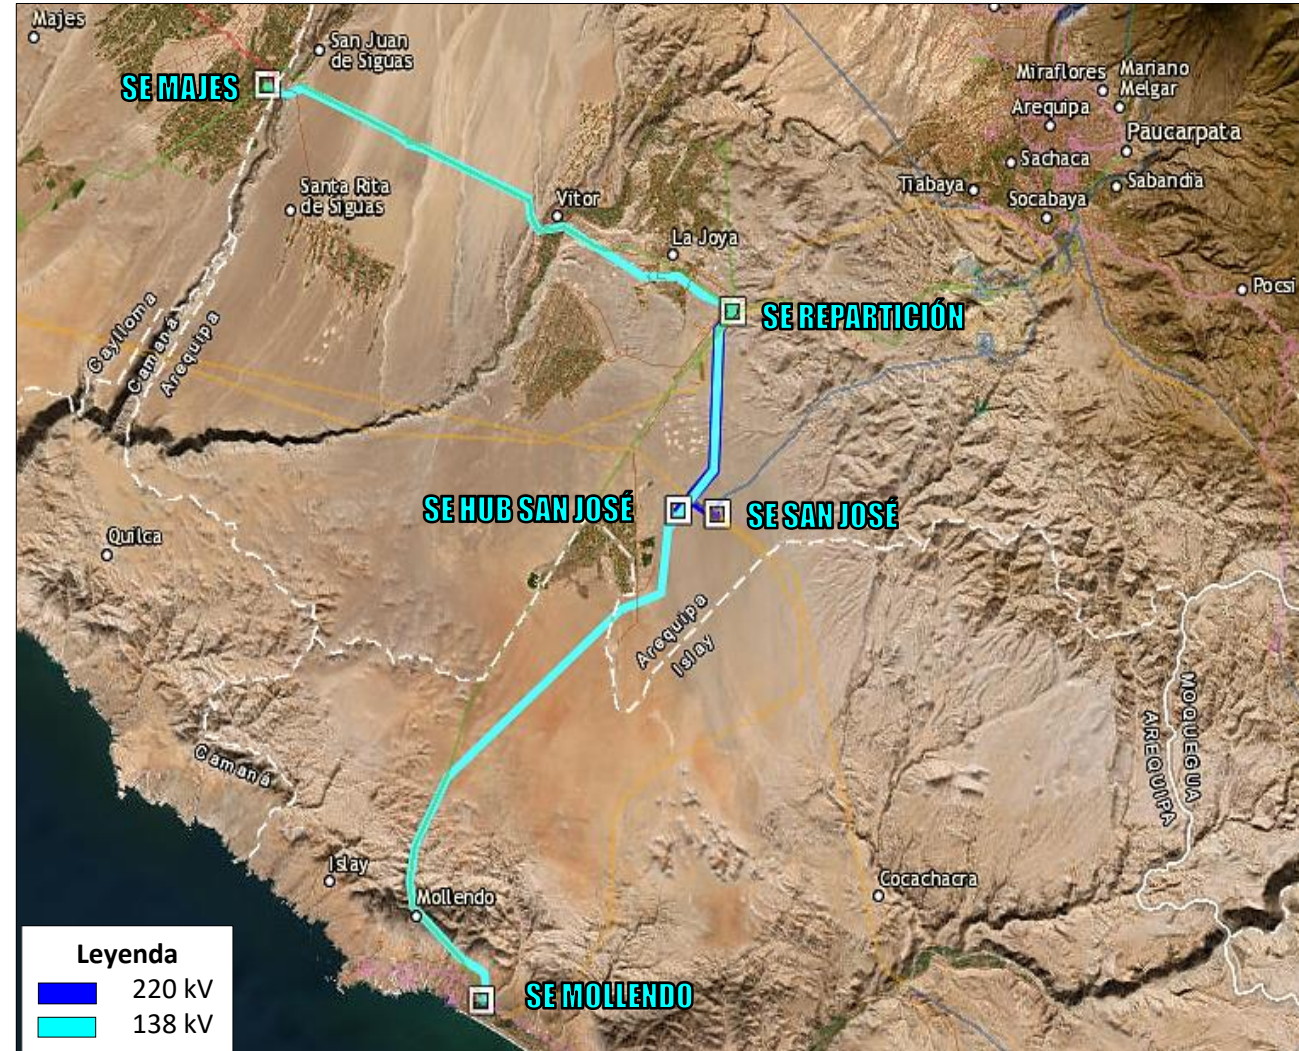 Majes
San Juan
de Siguas
SE MAJES
Miraflores
Mariano
Melgar
Arequipa
Paucarpata
Sachaca
Santa Rita
de Siguas
Vitor
Tiabaya
Sabandia
Socabaya
La Joya
Pocsi
Caylloma
Camaná
Arequipa
SE REPARTICIÓN
SE HUB SAN JOSÉ
SE SAN JOSÉ
Quilca
Arequipa
Islay
MOQUEGUA
AREQUIPA
Camaná
Islay
Cocachacra
Mollendo
SE MOLLENDO
Leyenda
220 kV
138 kV